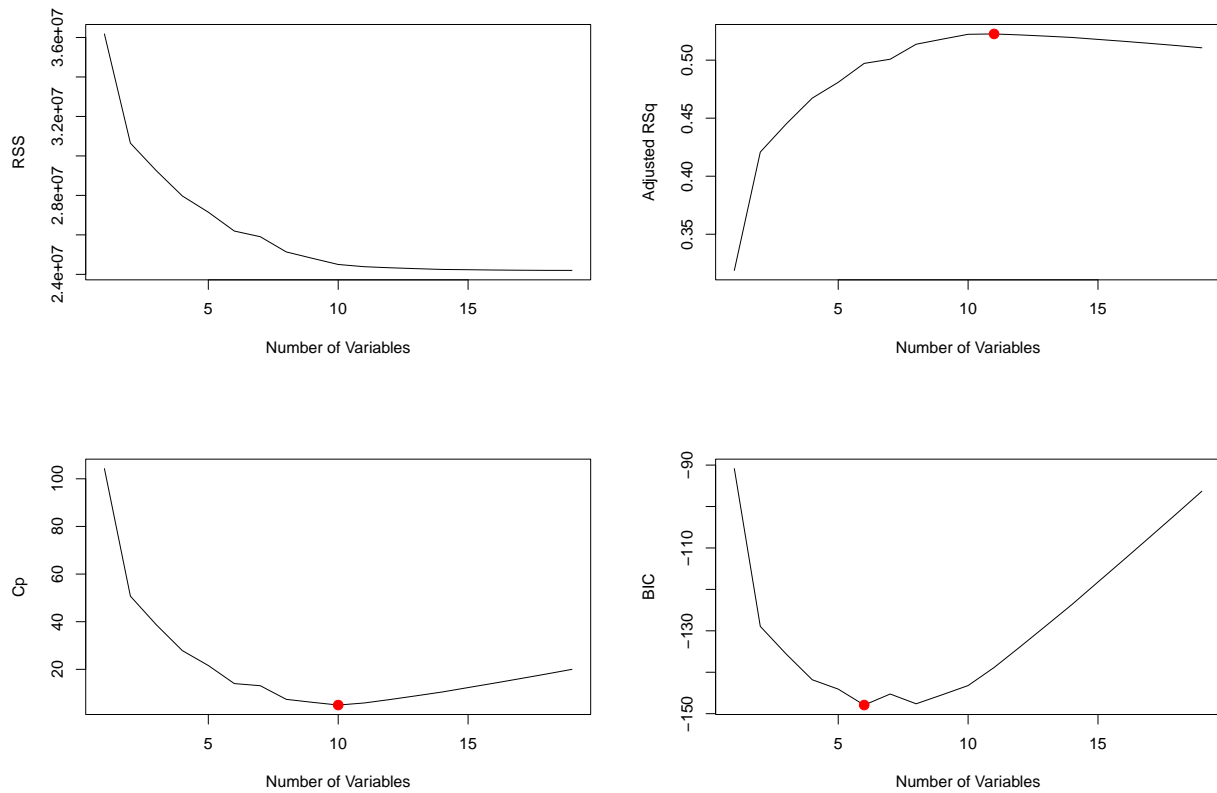 RSS
2.4e+07 2.8e+07 3.2e+07 3.6e+07
5 10 15
Number of Variables
Adjusted RSq
0.35 0.40 0.45 0.50
5 10 15
Number of Variables
Cp
20 40 60 80 100
5 10 15
Number of Variables
BIC
−150 −130 −110 −90
5 10 15
Number of Variables